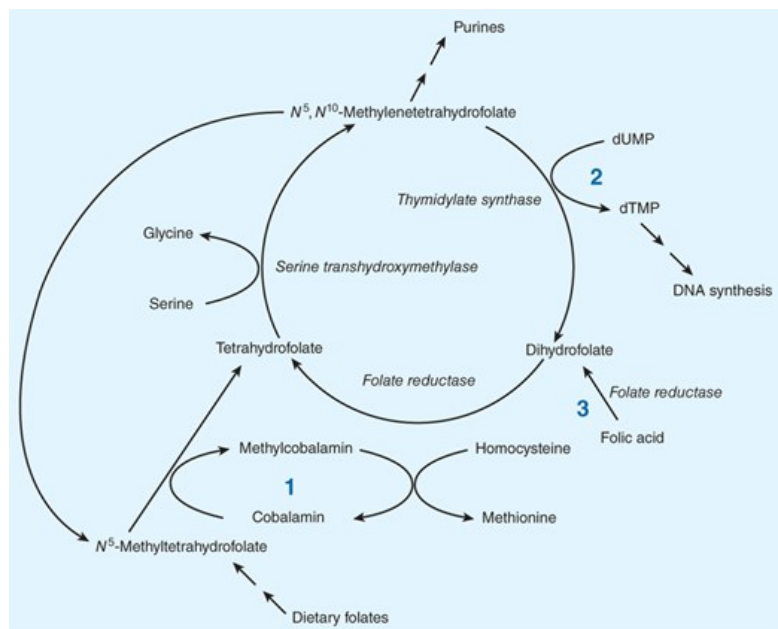 Purines
N5, N10-Methylenetetrahydrofolate
dUMP
2
Thymidylate synthase
dTMP
Glycine
Serine transhydroxymethylase
DNA synthesis
Serine
Tetrahydrofolate
Dihydrofolate
Folate reductase
Folate reductase
3
Folic acid
Methylcobalamin
Homocysteine
1
Cobalamin
Methionine
N5-Methyltetrahydrofolate
Dietary folates